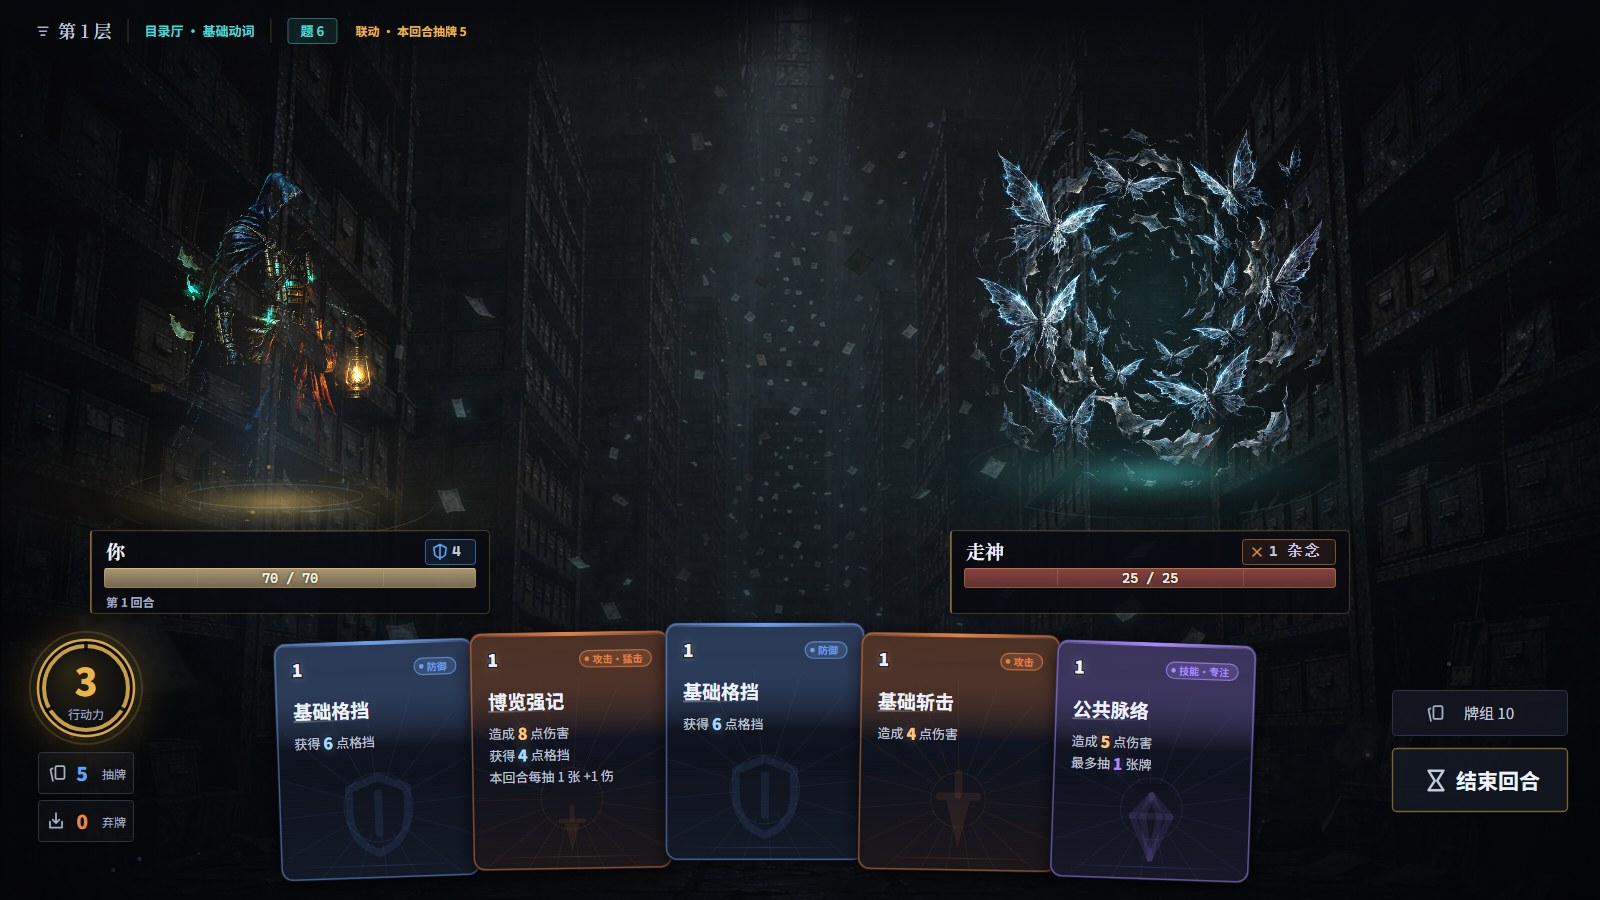 第 1 层
目录厅 · 基础动词
题 6
联动 · 本回合抽牌 5
你
4
70 / 70
第 1 回合
走神
1 杂念
25 / 25
3
行动力
5 抽牌
0 弃牌
1
防御
基础格挡
获得 6 点格挡
1
攻击 · 猛击
博览强记
造成 8 点伤害
获得 4 点格挡
本回合每抽 1 张 +1 伤
1
防御
基础格挡
获得 6 点格挡
1
攻击
基础斩击
造成 4 点伤害
1
技能 · 专注
公共脉络
造成 5 点伤害
最多抽 1 张牌
牌组 10
结束回合